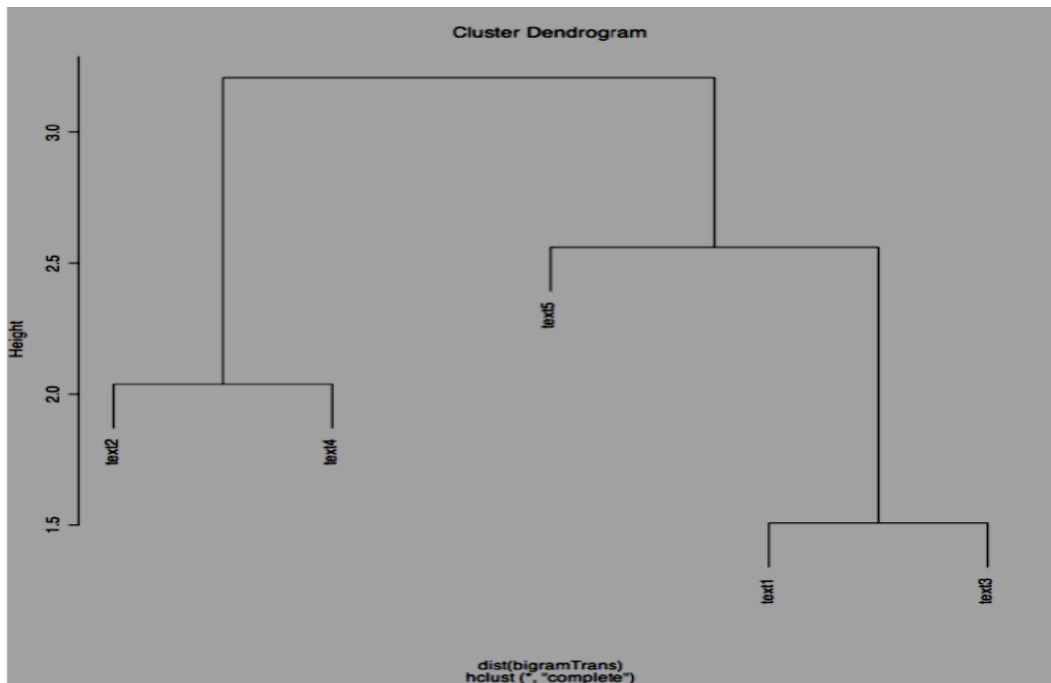 Cluster Dendrogram
Height
3.0
2.5
2.0
1.5
text2
text4
text5
text1
text3
dist(bigramTrans)
hclust (*, "complete")